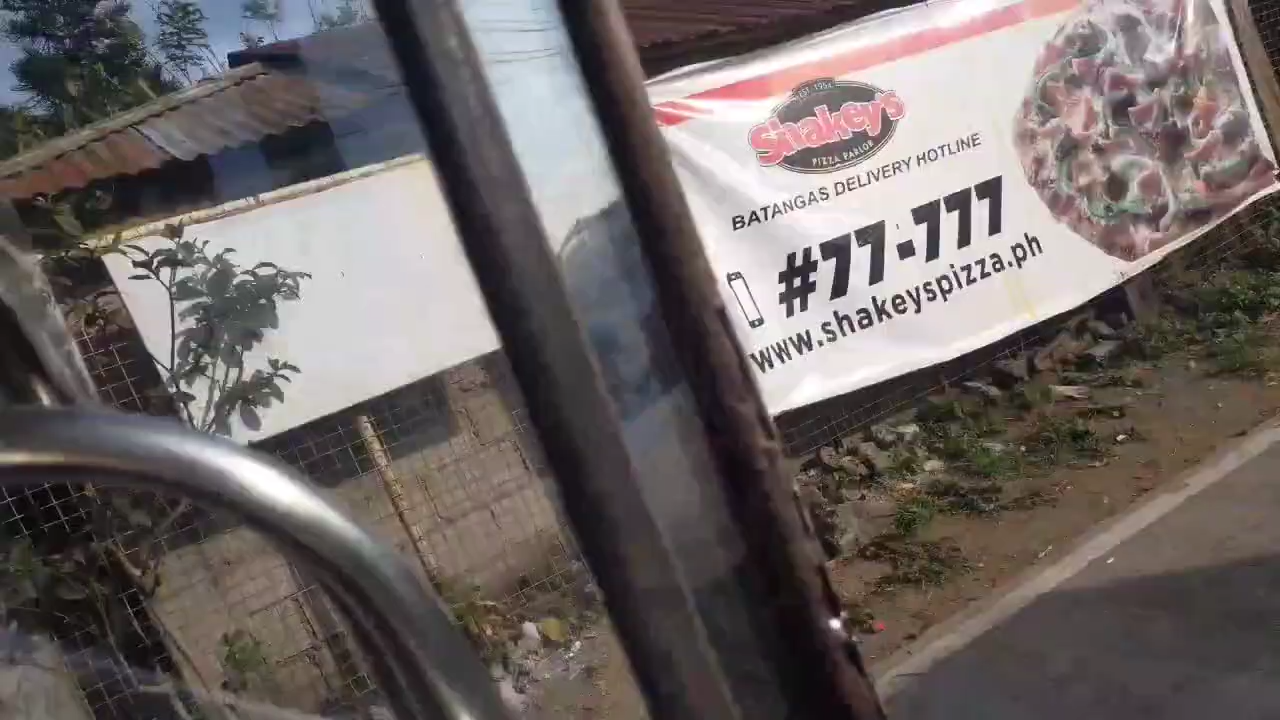 EST. 1954
Shakey's
PIZZA PARLOR
BATANGAS DELIVERY HOTLINE
#77-777
www.shakeyspizza.ph